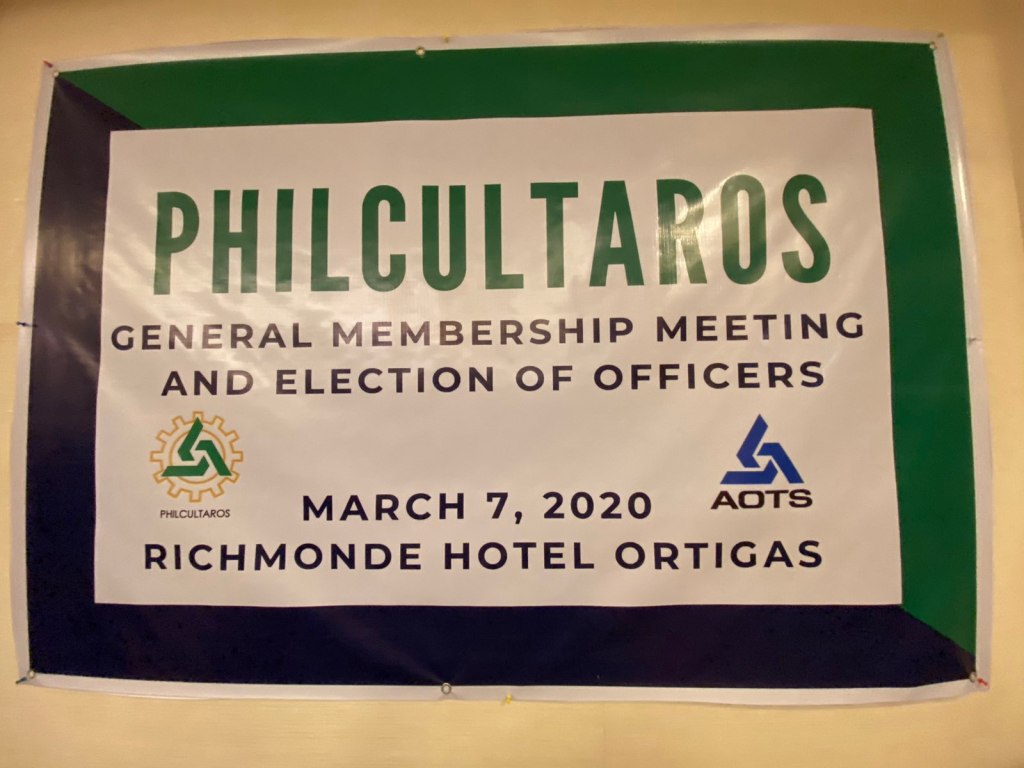 PHILCULTAROS
GENERAL MEMBERSHIP MEETING
AND ELECTION OF OFFICERS
PHILCULTAROS
AOTS
MARCH 7, 2020
RICHMONDE HOTEL ORTIGAS